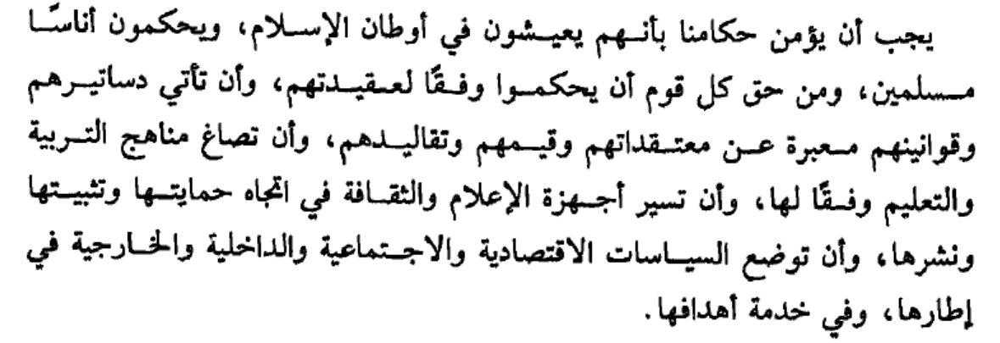 يجب أن يؤمن حكامنا بأنهم يعيشون في أوطان الإسلام، ويحكمون أناسًا
مسلمين، ومن حق كل قوم أن يحكموا وفقًا لعقيدتهم، وأن تأتي دساتيرهم
وقوانينهم معبرة عن معتقداتهم وقيمهم وتقاليدهم، وأن تصاغ مناهج التربية
والتعليم وفقًا لها، وأن تسير أجهزة الإعلام والثقافة في اتجاه حمايتها وتثبيتها
ونشرها، وأن توضع السياسات الاقتصادية والاجتماعية والداخلية والخارجية في
إطارها، وفي خدمة أهدافها.